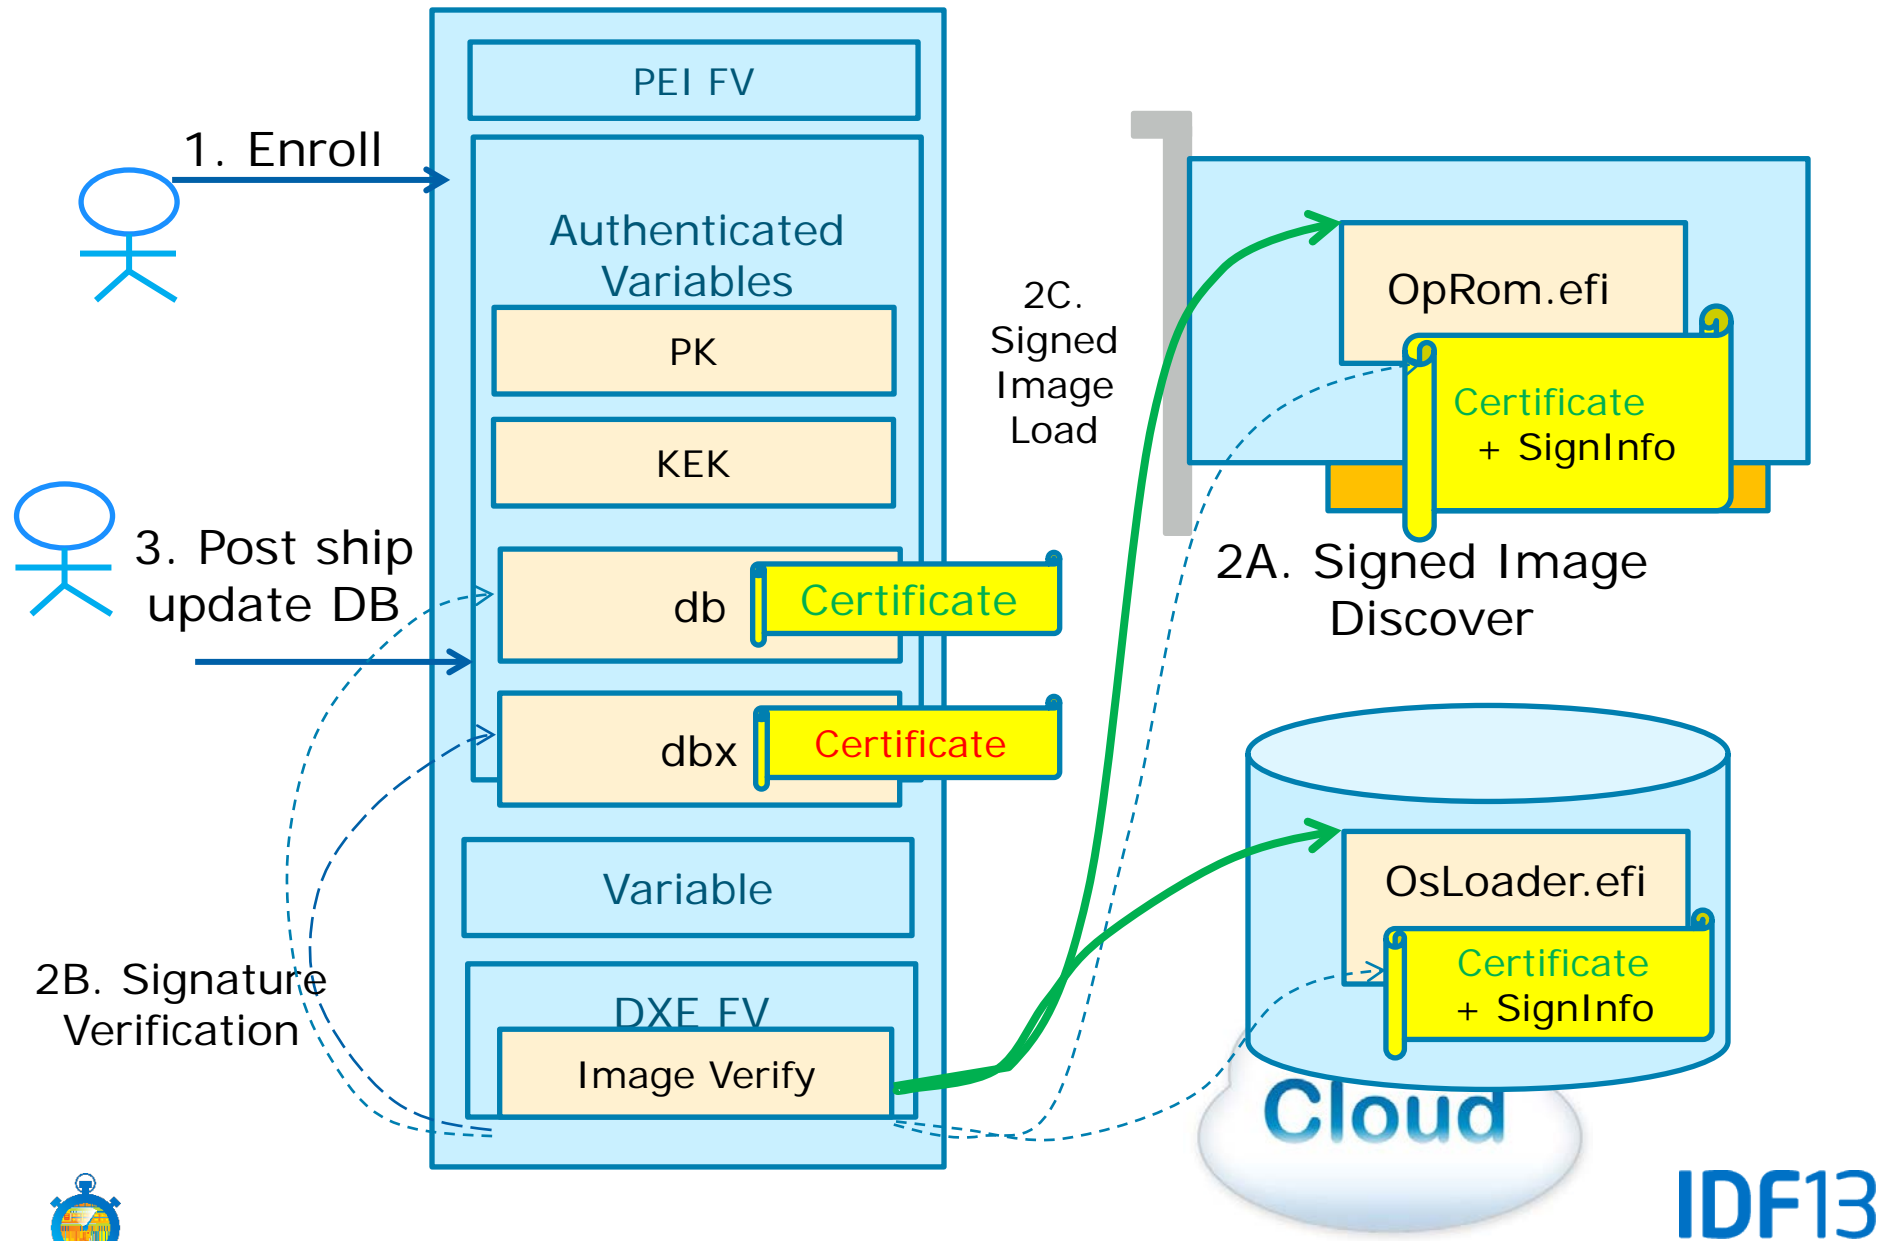 PEI FV
1. Enroll
Authenticated
Variables
PK
KEK
3. Post ship
update DB
db
Certificate
dbx
Certificate
Variable
2B. Signature
Verification
DXE FV
Image Verify
2C.
Signed
Image
Load
OpRom.efi
Certificate
+ SignInfo
2A. Signed Image
Discover
OsLoader.efi
Certificate
+ SignInfo
Cloud
IDF13